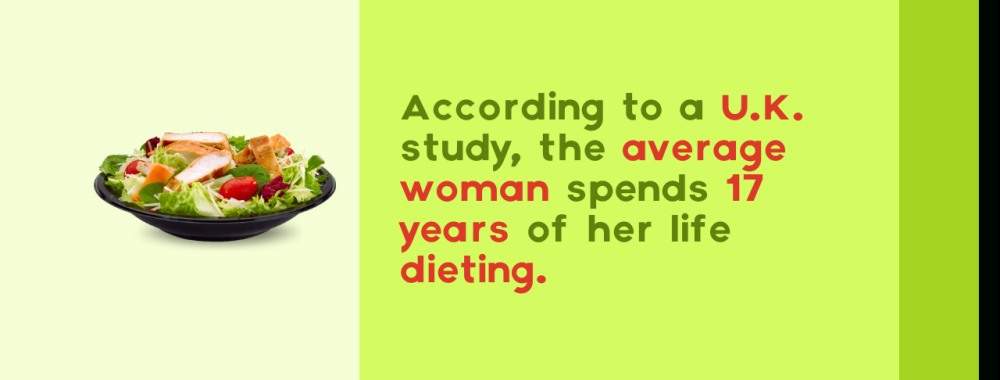 According to a U.K.
study, the average
woman spends 17
years of her life
dieting.